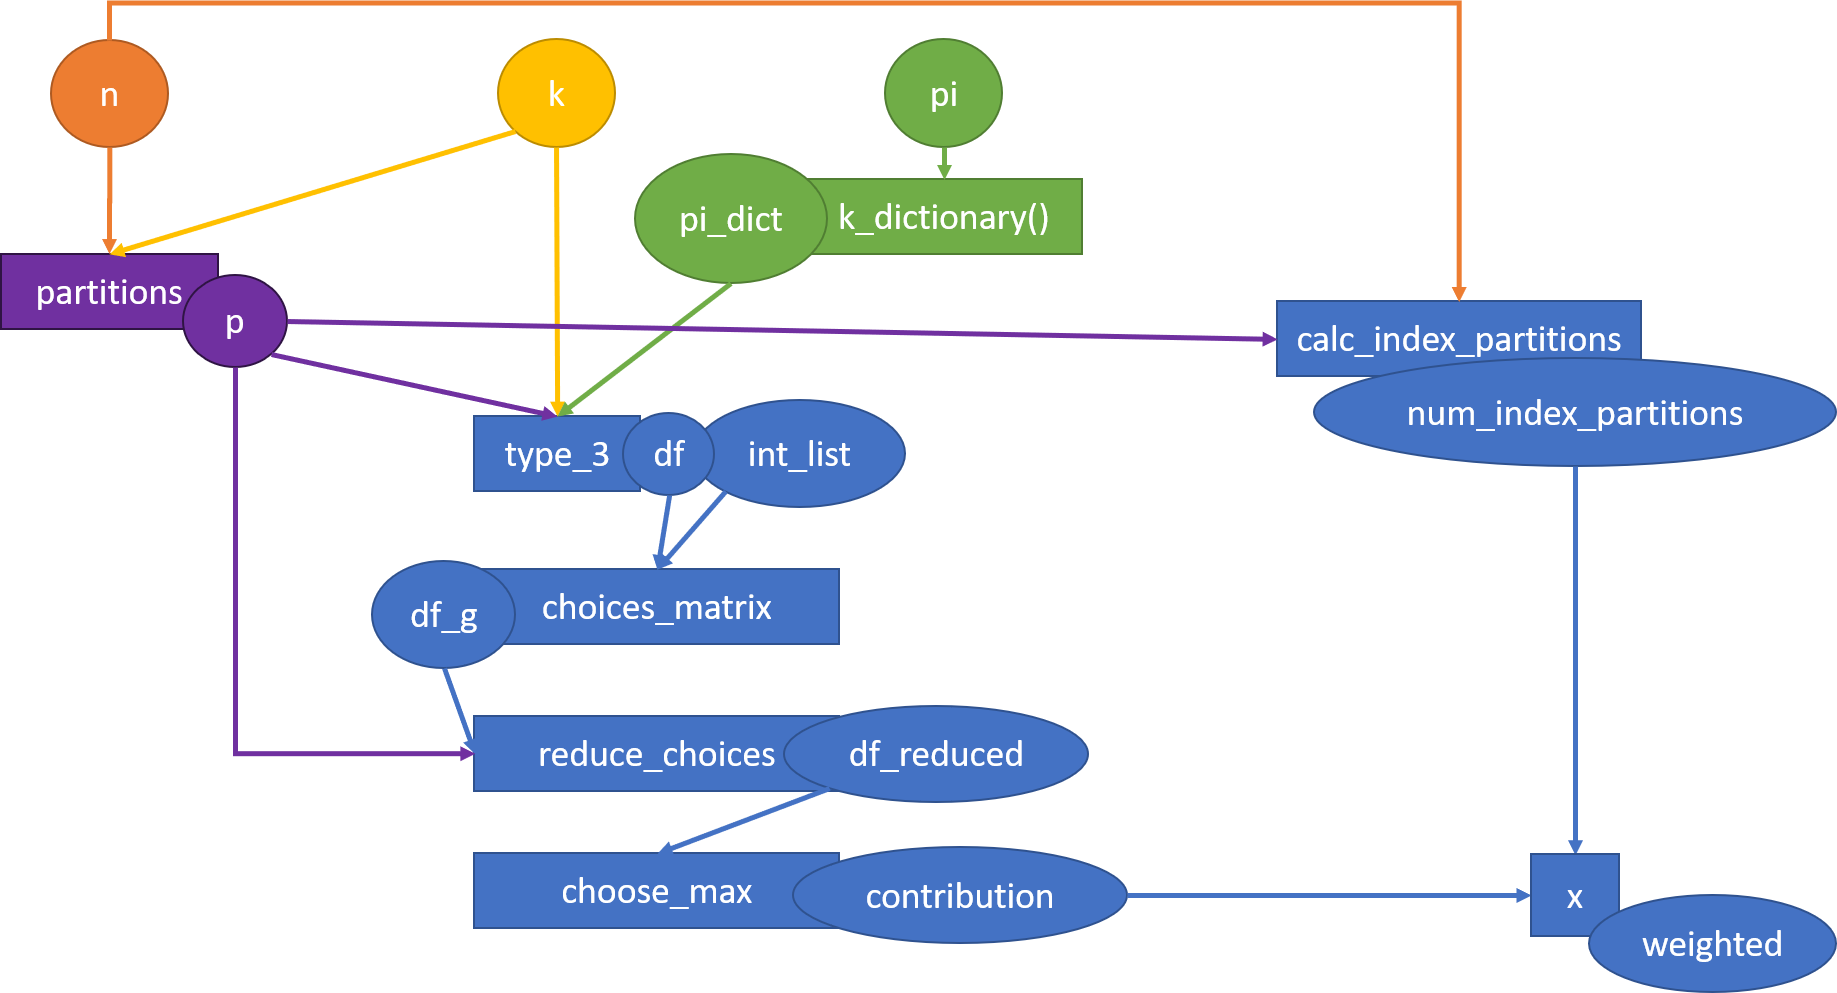 n
k
pi
pi_dict
k_dictionary()
partitions
p
calc_index_partitions
num_index_partitions
type_3
df
int_list
df_g
choices_matrix
reduce_choices
df_reduced
choose_max
contribution
x
weighted